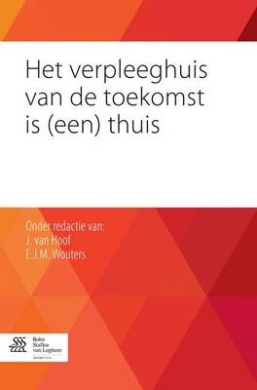 Het verpleeghuis
van de toekomst
is (een) thuis
Onder redactie van:
J. van Hoof
E.J.M. Wouters
Bohn
Stafleu
van Loghum